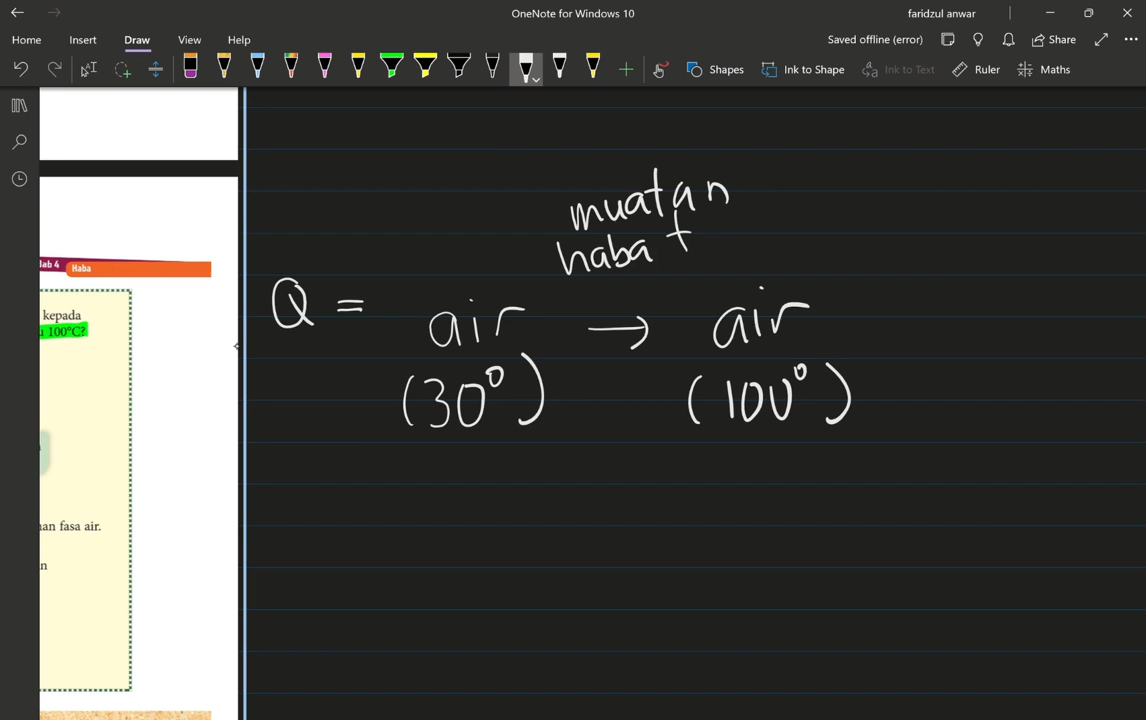 OneNote for Windows 10
faridzul anwar
Home Insert Draw View Help
Saved offline (error) Share
Shapes Ink to Shape Ink to Text Ruler Maths
Bab 4 Haba
kepada
u 100°C?
an fasa air.
n
muatan
haba t
Q = air → air
(30°) (100°)